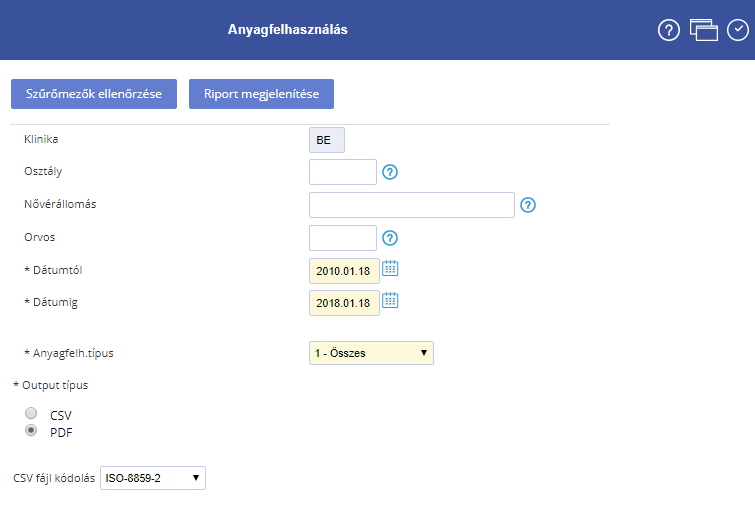 Anyagfelhasználás
Szűrőmezők ellenőrzése Riport megjelenítése
Klinika BE
Osztály
Nővérállomás
Orvos
* Dátumtól 2010.01.18
* Dátumig 2018.01.18
* Anyagfelh.típus 1 - Összes
* Output típus
CSV
PDF
CSV fájl kódolás ISO-8859-2